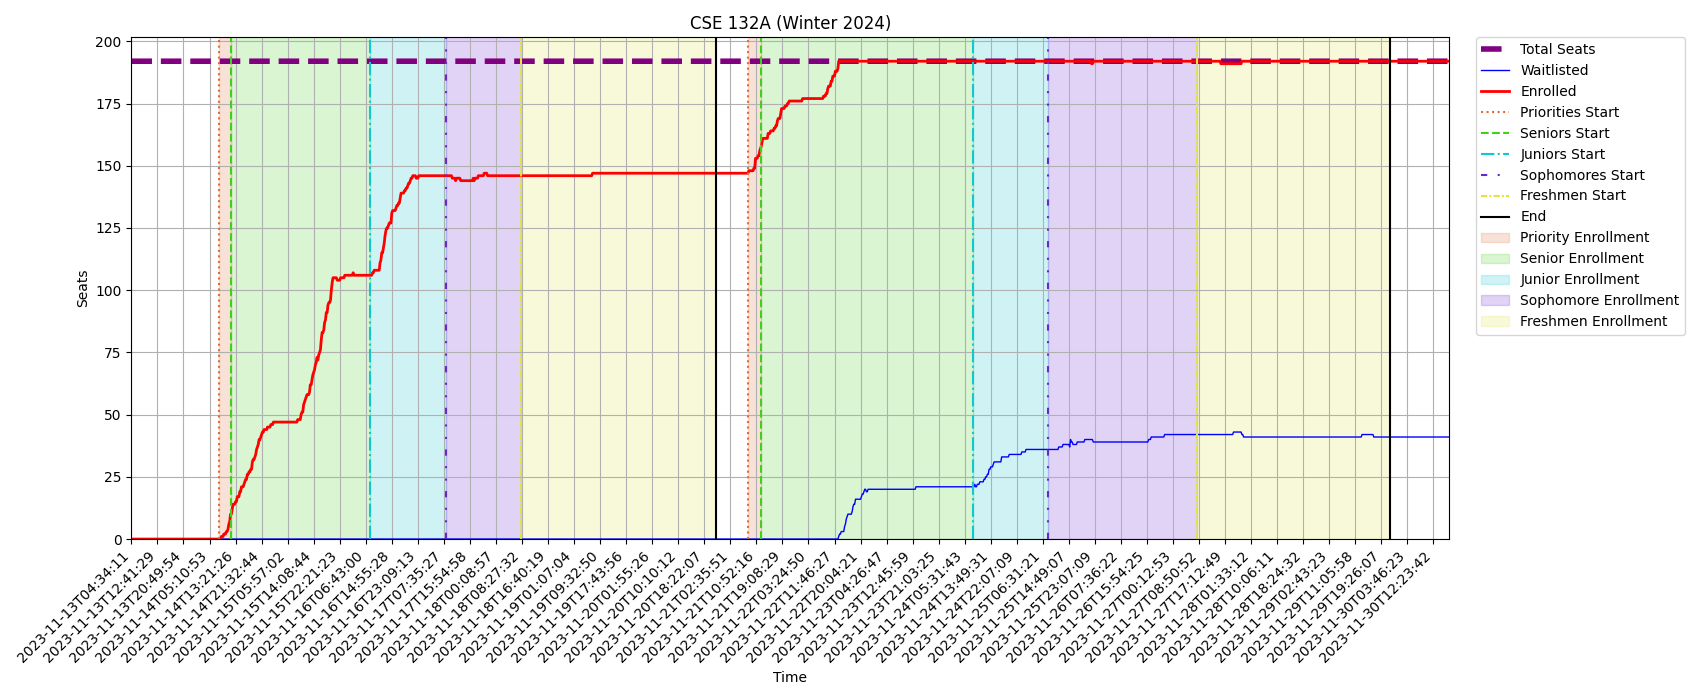 CSE 132A (Winter 2024)
200
175
150
125
100
75
50
25
0
Seats
2023-11-13T04:34:11
2023-11-13T12:41:29
2023-11-13T20:49:54
2023-11-14T05:10:53
2023-11-14T13:21:26
2023-11-14T21:32:44
2023-11-15T05:57:02
2023-11-15T14:08:44
2023-11-15T22:21:23
2023-11-16T06:43:00
2023-11-16T14:55:28
2023-11-16T23:09:13
2023-11-17T07:35:27
2023-11-17T15:54:58
2023-11-18T00:08:57
2023-11-18T08:27:32
2023-11-18T16:40:19
2023-11-19T01:07:04
2023-11-19T09:32:50
2023-11-19T17:43:56
2023-11-20T01:55:26
2023-11-20T10:10:12
2023-11-20T18:22:07
2023-11-21T02:35:51
2023-11-21T10:52:16
2023-11-21T19:08:29
2023-11-22T03:24:50
2023-11-22T11:46:27
2023-11-22T20:04:21
2023-11-23T04:26:47
2023-11-23T12:45:59
2023-11-23T21:03:25
2023-11-24T05:31:43
2023-11-24T13:49:31
2023-11-24T22:07:09
2023-11-25T06:31:21
2023-11-25T14:49:07
2023-11-25T23:07:09
2023-11-26T07:36:22
2023-11-26T15:54:25
2023-11-27T00:12:53
2023-11-27T08:50:52
2023-11-27T17:12:49
2023-11-28T01:33:12
2023-11-28T10:06:11
2023-11-28T18:24:32
2023-11-29T02:43:23
2023-11-29T11:05:58
2023-11-29T19:26:07
2023-11-30T03:46:23
2023-11-30T12:23:42
Time
Total Seats
Waitlisted
Enrolled
Priorities Start
Seniors Start
Juniors Start
Sophomores Start
Freshmen Start
End
Priority Enrollment
Senior Enrollment
Junior Enrollment
Sophomore Enrollment
Freshmen Enrollment